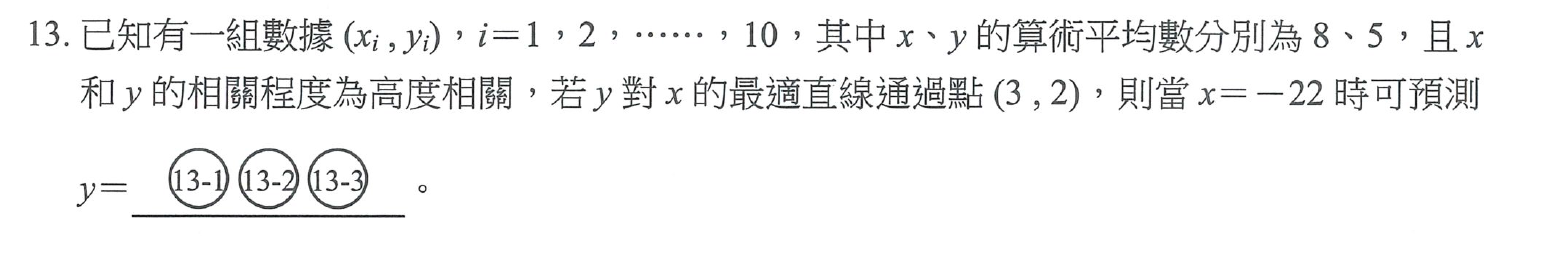 13. 已知有一組數據 (xᵢ , yᵢ)，i＝1，2，……，10，其中 x、y 的算術平均數分別為 8、5，且 x
和 y 的相關程度為高度相關，若 y 對 x 的最適直線通過點 (3 , 2)，則當 x＝－22 時可預測
y＝ 13-1 13-2 13-3 。